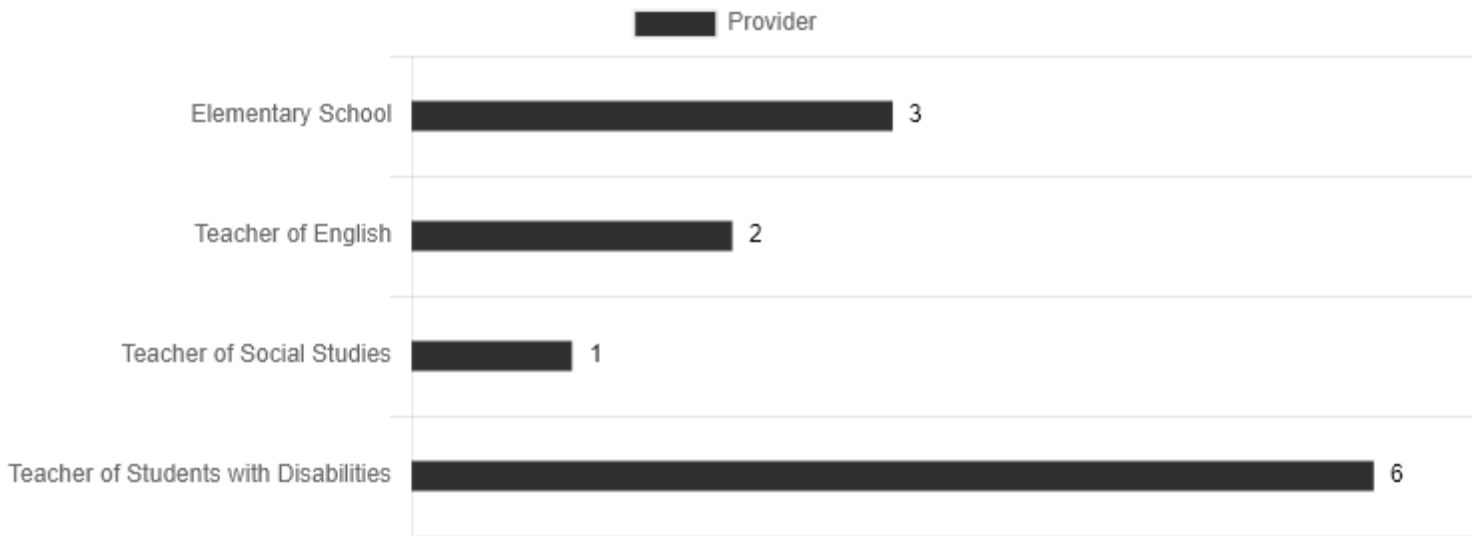 Provider
Elementary School 3
Teacher of English 2
Teacher of Social Studies 1
Teacher of Students with Disabilities 6